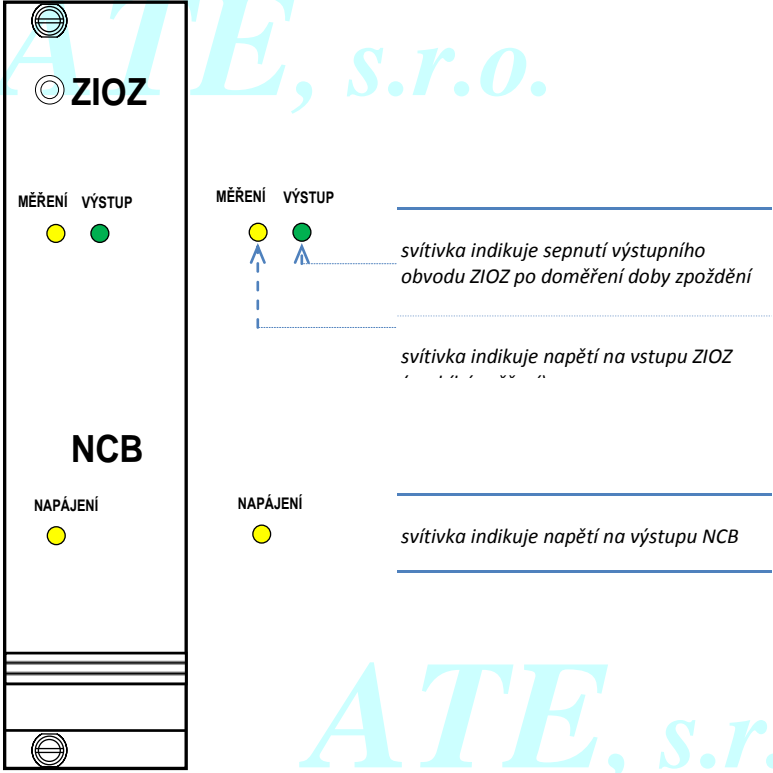 ATE, s.r.o.
ZIOZ
MĚŘENÍ VÝSTUP
MĚŘENÍ VÝSTUP
svítivka indikuje sepnutí výstupního
obvodu ZIOZ po doměření doby zpoždění
svítivka indikuje napětí na vstupu ZIOZ
NCB
NAPÁJENÍ
NAPÁJENÍ
svítivka indikuje napětí na výstupu NCB
ATE, s.r.